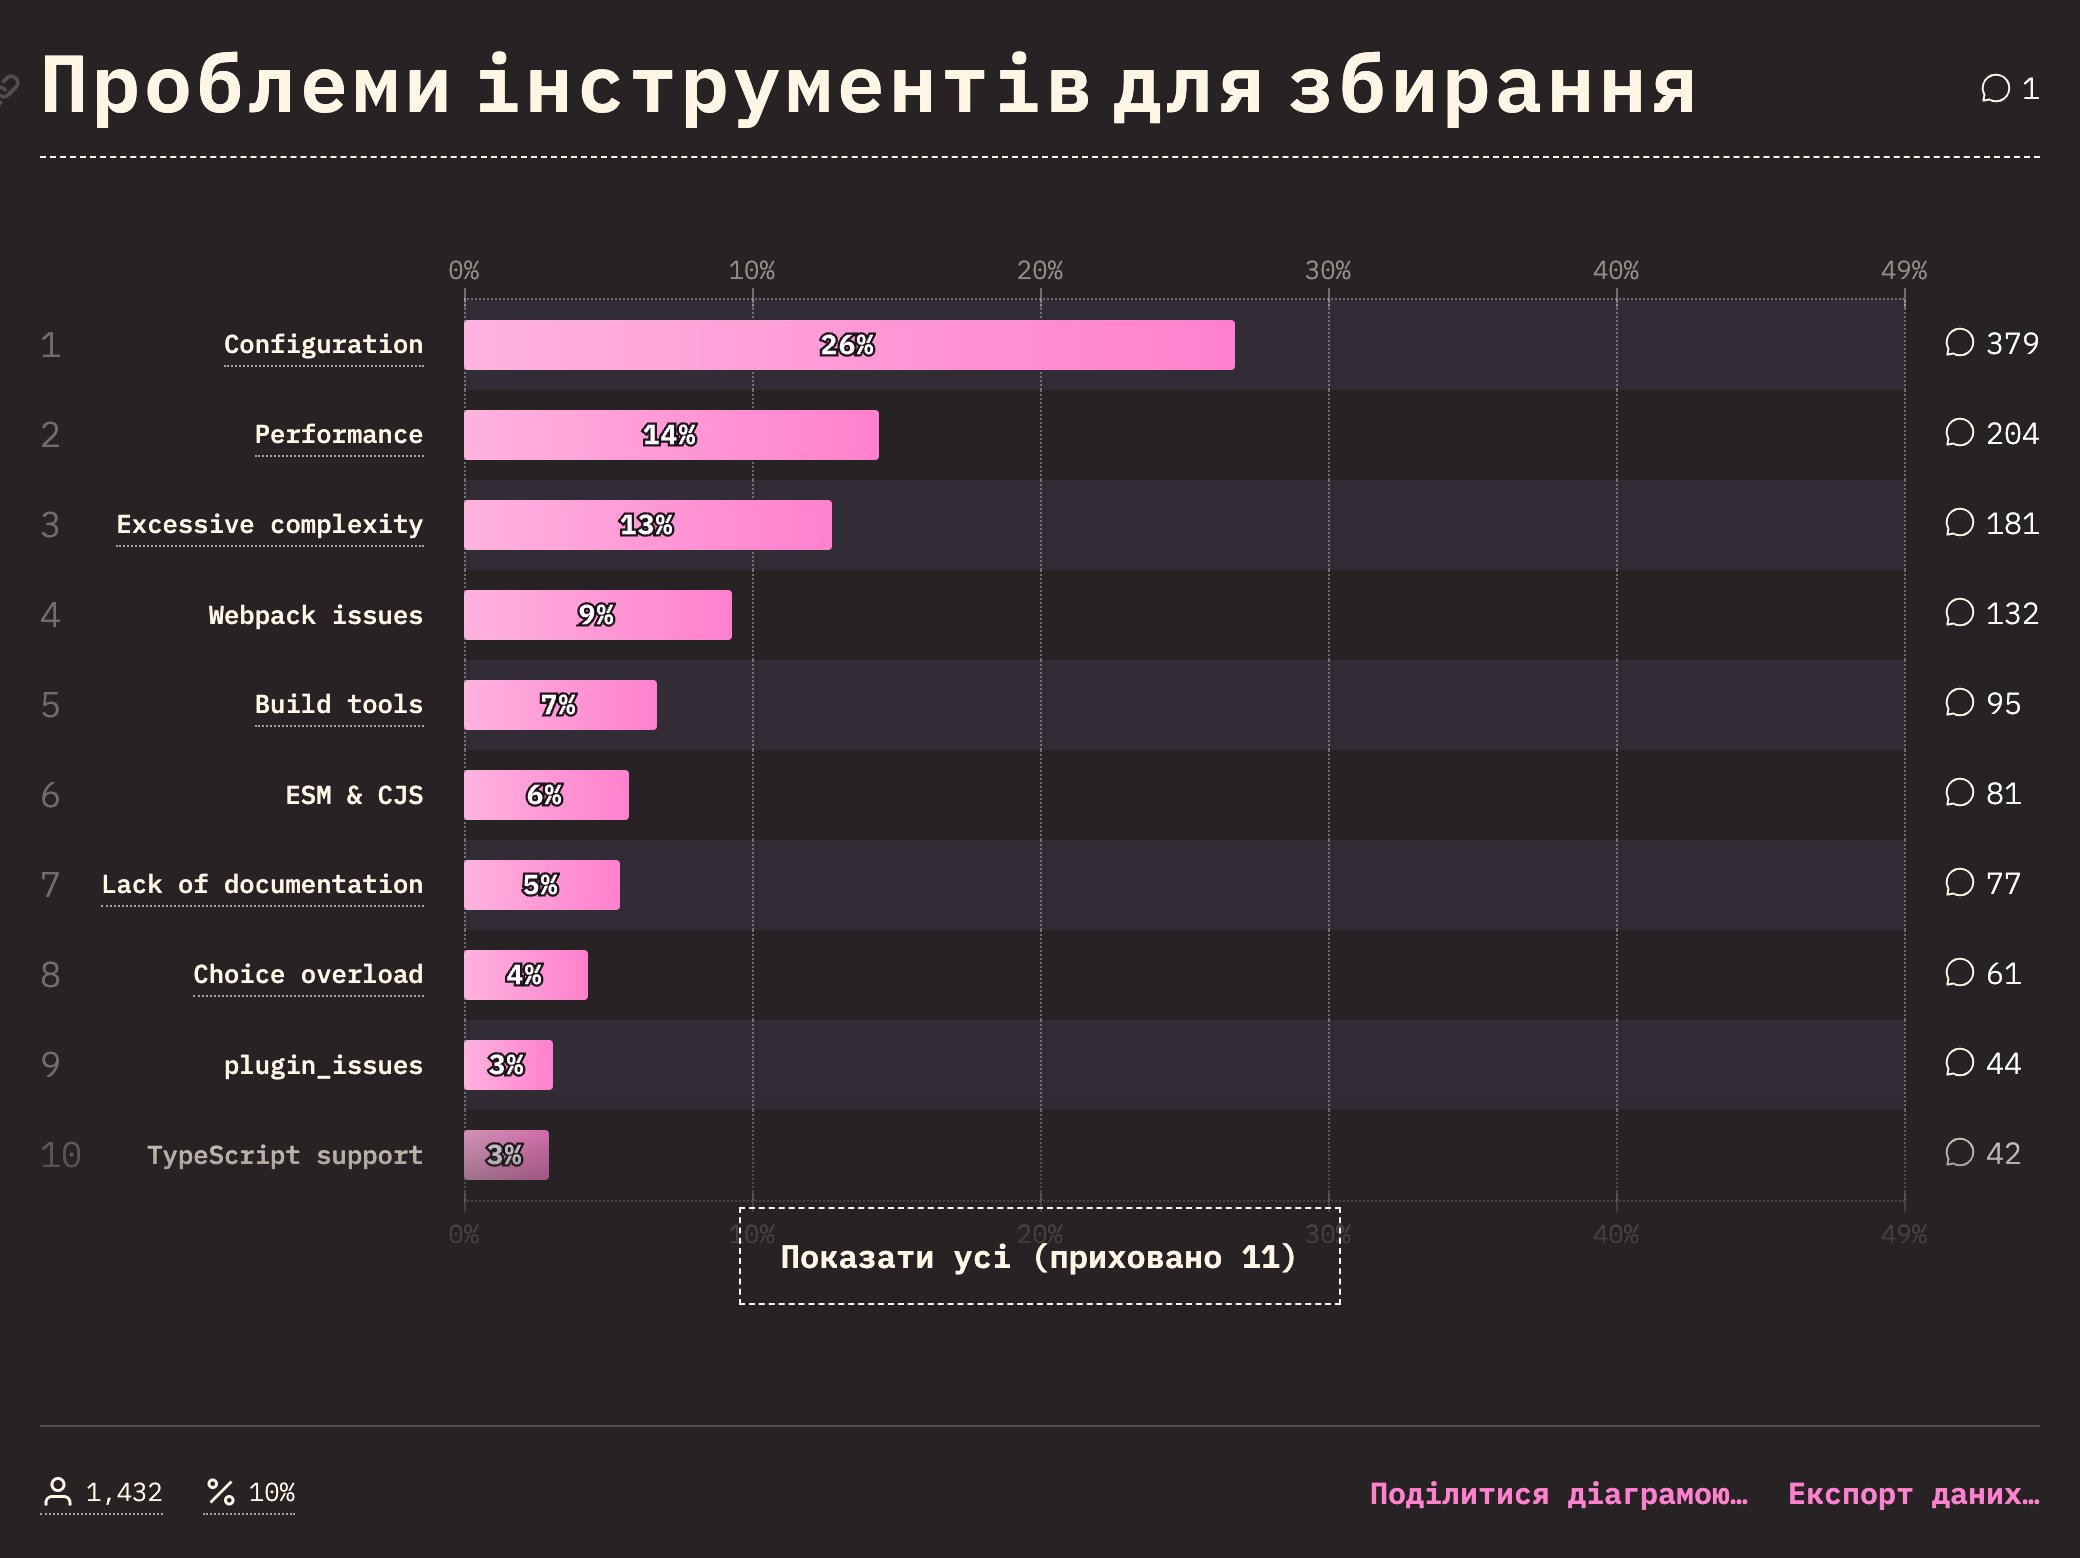 Проблеми інструментів для збирання 1
0% 10% 20% 30% 40% 49%
1 Configuration 26% 379
2 Performance 14% 204
3 Excessive complexity 13% 181
4 Webpack issues 9% 132
5 Build tools 7% 95
6 ESM & CJS 6% 81
7 Lack of documentation 5% 77
8 Choice overload 4% 61
9 plugin_issues 3% 44
10 TypeScript support 3% 42
0% 10% 20% 30% 40% 49%
Показати усі (приховано 11)
1,432 10% Поділитися діаграмою… Експорт даних…